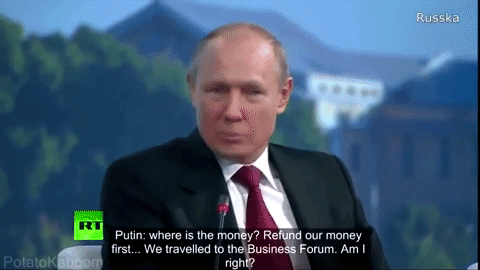 Russka
RT
Putin: where is the money? Refund our money
first... We travelled to the Business Forum. Am I
right?
PotatoKaboom